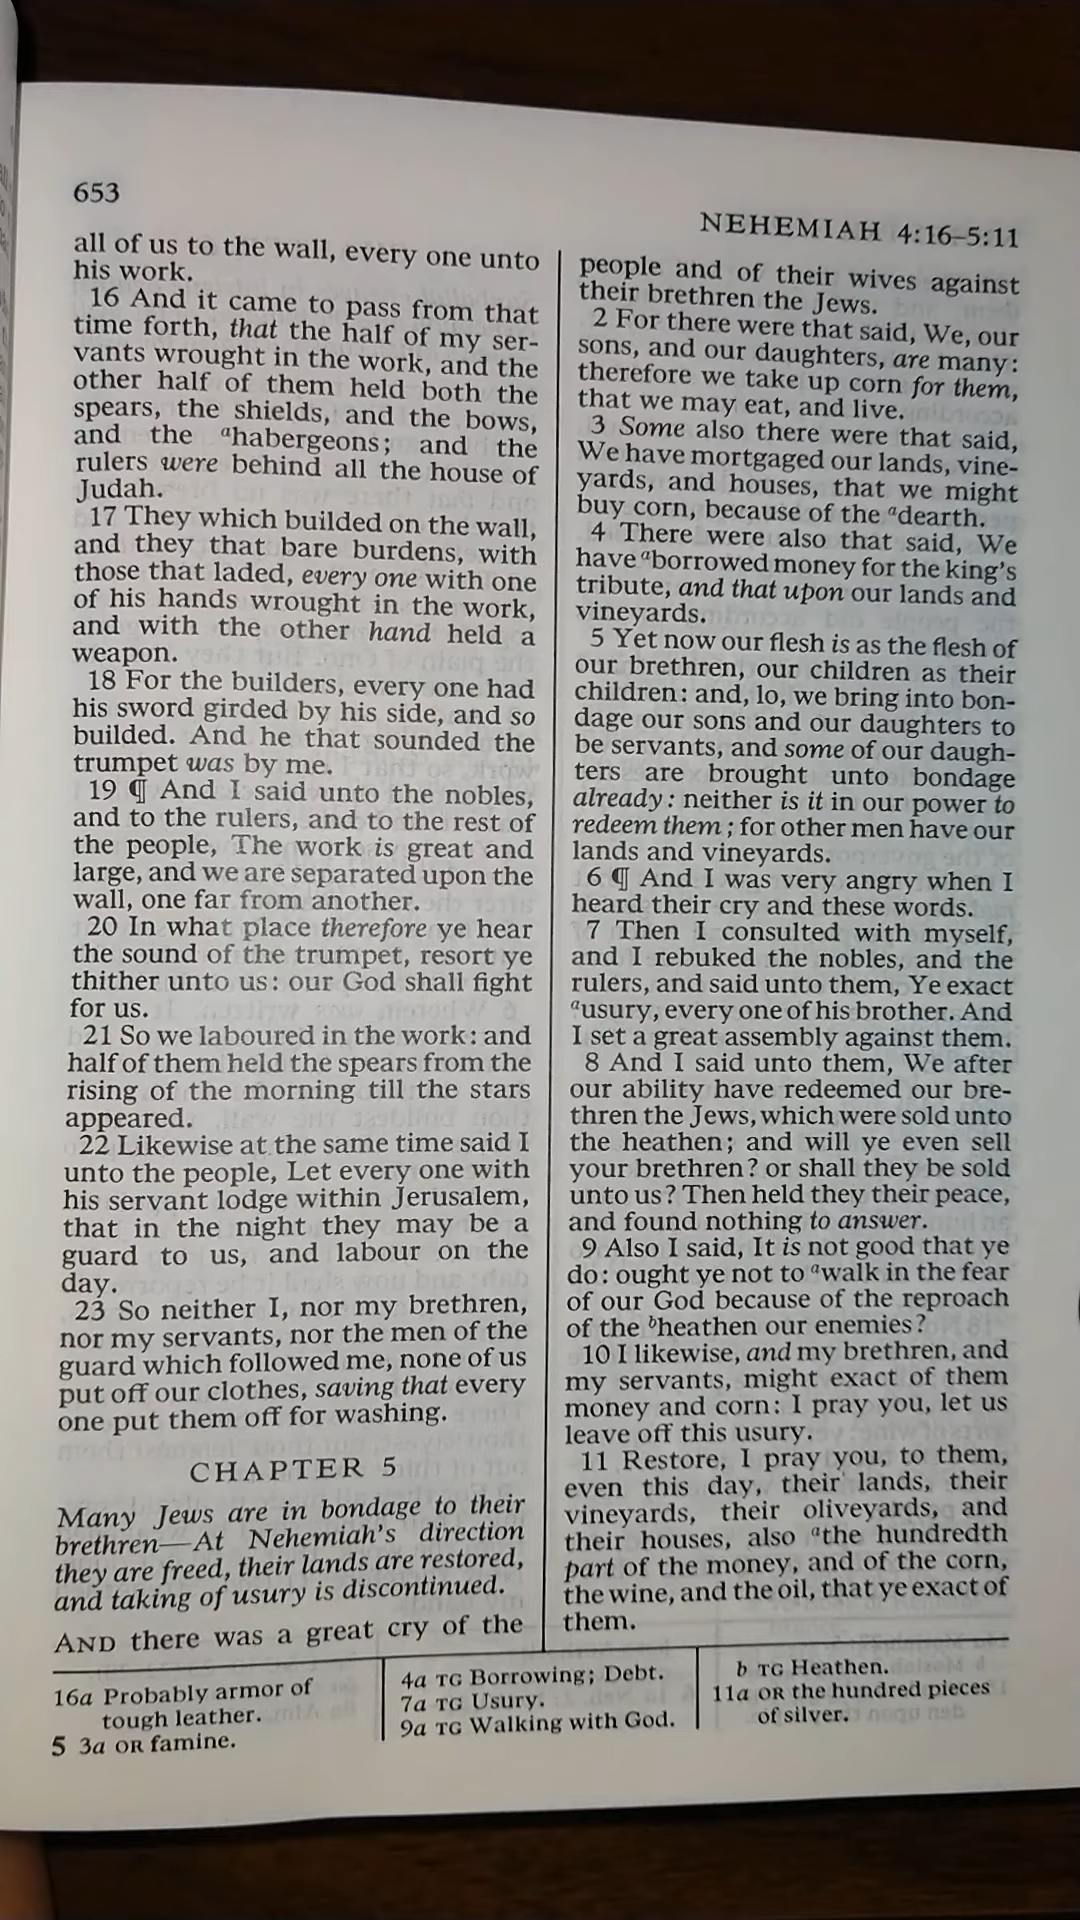 653
NEHEMIAH 4:16–5:11
all of us to the wall, every one unto
his work.
16 And it came to pass from that
time forth, that the half of my ser-
vants wrought in the work, and the
other half of them held both the
spears, the shields, and the bows,
and the ahabergeons; and the
rulers were behind all the house of
Judah.
17 They which builded on the wall,
and they that bare burdens, with
those that laded, every one with one
of his hands wrought in the work,
and with the other hand held a
weapon.
18 For the builders, every one had
his sword girded by his side, and so
builded. And he that sounded the
trumpet was by me.
19 ¶ And I said unto the nobles,
and to the rulers, and to the rest of
the people, The work is great and
large, and we are separated upon the
wall, one far from another.
20 In what place therefore ye hear
the sound of the trumpet, resort ye
thither unto us: our God shall fight
for us.
21 So we laboured in the work: and
half of them held the spears from the
rising of the morning till the stars
appeared.
22 Likewise at the same time said I
unto the people, Let every one with
his servant lodge within Jerusalem,
that in the night they may be a
guard to us, and labour on the
day.
23 So neither I, nor my brethren,
nor my servants, nor the men of the
guard which followed me, none of us
put off our clothes, saving that every
one put them off for washing.
CHAPTER 5
Many Jews are in bondage to their
brethren—At Nehemiah's direction
they are freed, their lands are restored,
and taking of usury is discontinued.
AND there was a great cry of the
people and of their wives against
their brethren the Jews.
2 For there were that said, We, our
sons, and our daughters, are many:
therefore we take up corn for them,
that we may eat, and live.
3 Some also there were that said,
We have mortgaged our lands, vine-
yards, and houses, that we might
buy corn, because of the adearth.
4 There were also that said, We
have aborrowed money for the king's
tribute, and that upon our lands and
vineyards.
5 Yet now our flesh is as the flesh of
our brethren, our children as their
children: and, lo, we bring into bon-
dage our sons and our daughters to
be servants, and some of our daugh-
ters are brought unto bondage
already: neither is it in our power to
redeem them; for other men have our
lands and vineyards.
6 ¶ And I was very angry when I
heard their cry and these words.
7 Then I consulted with myself,
and I rebuked the nobles, and the
rulers, and said unto them, Ye exact
ausury, every one of his brother. And
I set a great assembly against them.
8 And I said unto them, We after
our ability have redeemed our bre-
thren the Jews, which were sold unto
the heathen; and will ye even sell
your brethren? or shall they be sold
unto us? Then held they their peace,
and found nothing to answer.
9 Also I said, It is not good that ye
do: ought ye not to awalk in the fear
of our God because of the reproach
of the bheathen our enemies?
10 I likewise, and my brethren, and
my servants, might exact of them
money and corn: I pray you, let us
leave off this usury.
11 Restore, I pray you, to them,
even this day, their lands, their
vineyards, their oliveyards, and
their houses, also athe hundredth
part of the money, and of the corn,
the wine, and the oil, that ye exact of
them.
16a Probably armor of
tough leather.
5 3a OR famine.
4a TG Borrowing; Debt.
7a TG Usury.
9a TG Walking with God.
b TG Heathen.
11a OR the hundred pieces
of silver.